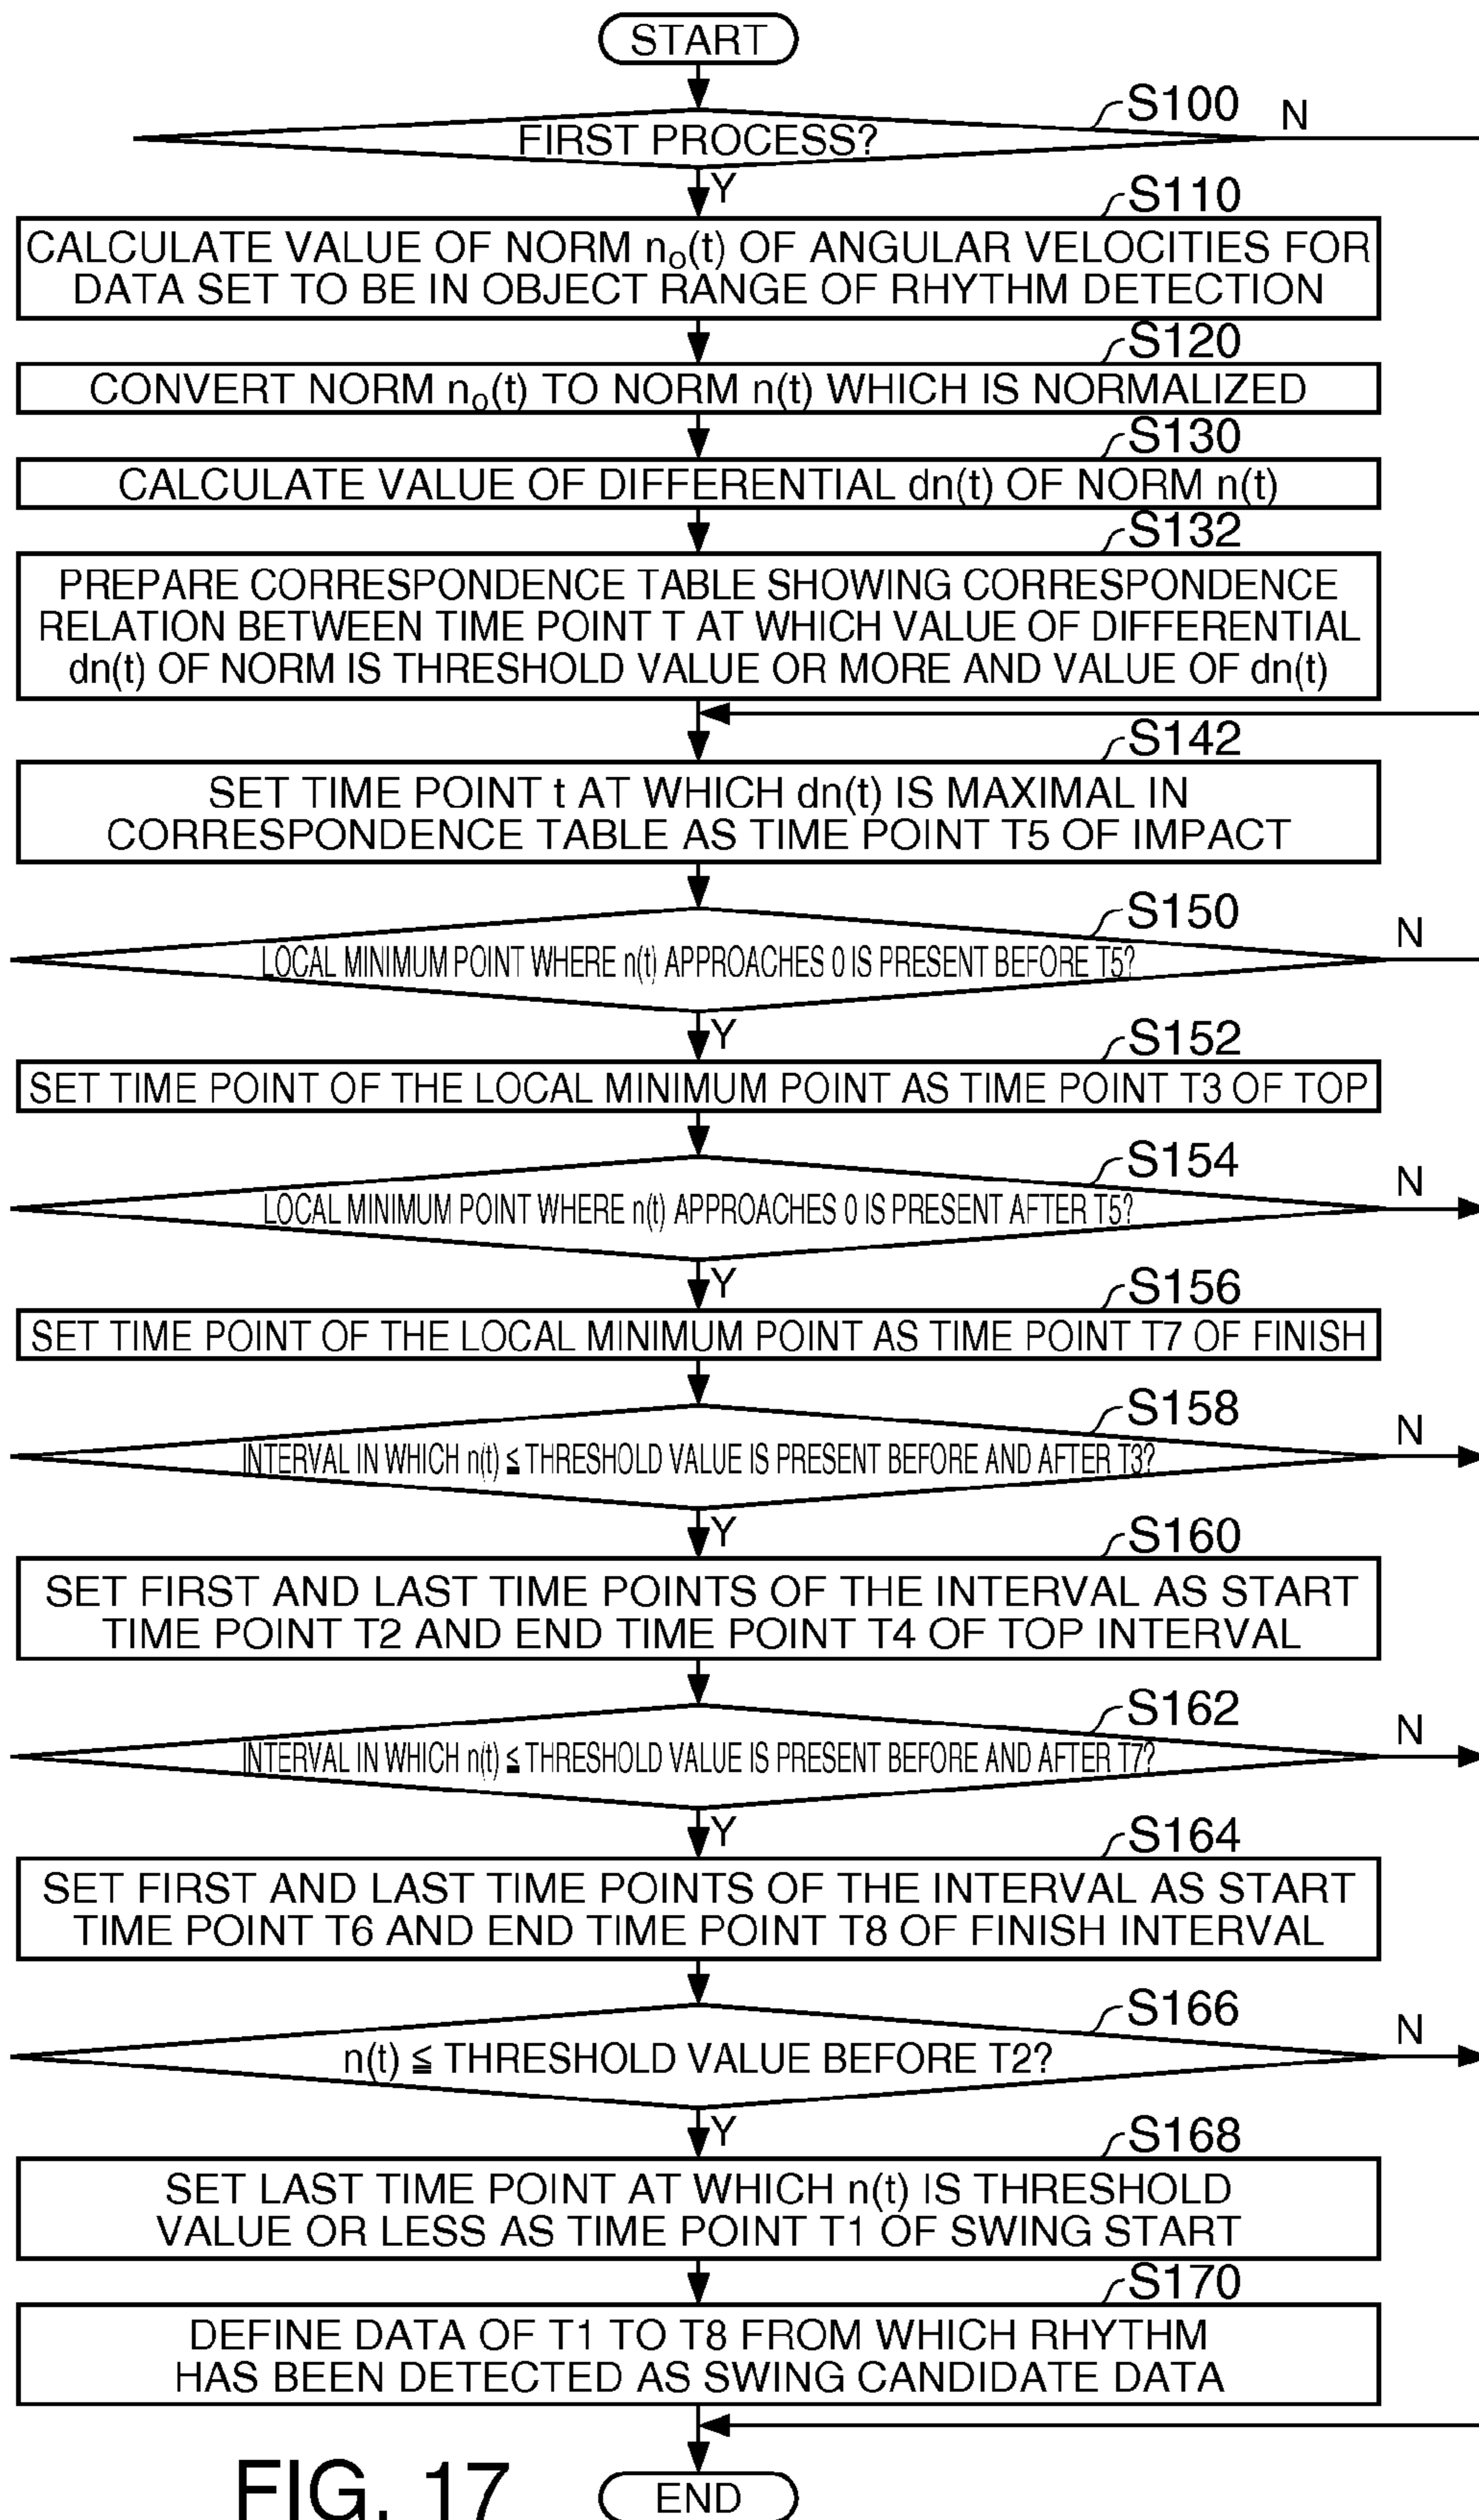 START
S100
N
FIRST PROCESS?
Y
S110
CALCULATE VALUE OF NORM n₀(t) OF ANGULAR VELOCITIES FOR
DATA SET TO BE IN OBJECT RANGE OF RHYTHM DETECTION
S120
CONVERT NORM n₀(t) TO NORM n(t) WHICH IS NORMALIZED
S130
CALCULATE VALUE OF DIFFERENTIAL dn(t) OF NORM n(t)
S132
PREPARE CORRESPONDENCE TABLE SHOWING CORRESPONDENCE
RELATION BETWEEN TIME POINT T AT WHICH VALUE OF DIFFERENTIAL
dn(t) OF NORM IS THRESHOLD VALUE OR MORE AND VALUE OF dn(t)
S142
SET TIME POINT t AT WHICH dn(t) IS MAXIMAL IN
CORRESPONDENCE TABLE AS TIME POINT T5 OF IMPACT
S150
N
LOCAL MINIMUM POINT WHERE n(t) APPROACHES 0 IS PRESENT BEFORE T5?
Y
S152
SET TIME POINT OF THE LOCAL MINIMUM POINT AS TIME POINT T3 OF TOP
S154
N
LOCAL MINIMUM POINT WHERE n(t) APPROACHES 0 IS PRESENT AFTER T5?
Y
S156
SET TIME POINT OF THE LOCAL MINIMUM POINT AS TIME POINT T7 OF FINISH
S158
N
INTERVAL IN WHICH n(t) ≦ THRESHOLD VALUE IS PRESENT BEFORE AND AFTER T3?
Y
S160
SET FIRST AND LAST TIME POINTS OF THE INTERVAL AS START
TIME POINT T2 AND END TIME POINT T4 OF TOP INTERVAL
S162
N
INTERVAL IN WHICH n(t) ≦ THRESHOLD VALUE IS PRESENT BEFORE AND AFTER T7?
Y
S164
SET FIRST AND LAST TIME POINTS OF THE INTERVAL AS START
TIME POINT T6 AND END TIME POINT T8 OF FINISH INTERVAL
S166
N
n(t) ≦ THRESHOLD VALUE BEFORE T2?
Y
S168
SET LAST TIME POINT AT WHICH n(t) IS THRESHOLD
VALUE OR LESS AS TIME POINT T1 OF SWING START
S170
DEFINE DATA OF T1 TO T8 FROM WHICH RHYTHM
HAS BEEN DETECTED AS SWING CANDIDATE DATA
END
FIG. 17